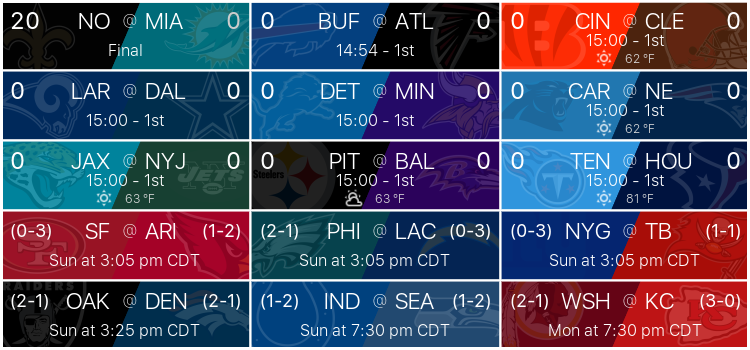 20 NO @ MIA 0
Final
0 BUF @ ATL 0
14:54 - 1st
0 CIN @ CLE 0
15:00 - 1st
62 °F
0 LAR @ DAL 0
15:00 - 1st
0 DET @ MIN 0
15:00 - 1st
0 CAR @ NE 0
15:00 - 1st
62 °F
0 JAX @ NYJ 0
15:00 - 1st
63 °F
JETS
0 PIT @ BAL 0
Steelers
15:00 - 1st
63 °F
0 TEN @ HOU 0
15:00 - 1st
81 °F
(0-3) SF @ ARI (1-2)
Sun at 3:05 pm CDT
(2-1) PHI @ LAC (0-3)
Sun at 3:05 pm CDT
(0-3) NYG @ TB (1-1)
Sun at 3:05 pm CDT
RAIDERS
(2-1) OAK @ DEN (2-1)
Sun at 3:25 pm CDT
(1-2) IND @ SEA (1-2)
Sun at 7:30 pm CDT
(2-1) WSH @ KC (3-0)
Mon at 7:30 pm CDT